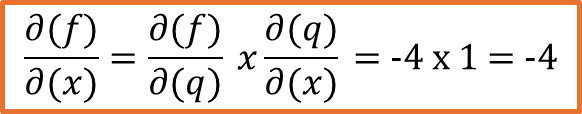 ∂(f)/∂(x) = ∂(f)/∂(q) x ∂(q)/∂(x) = -4 x 1 = -4